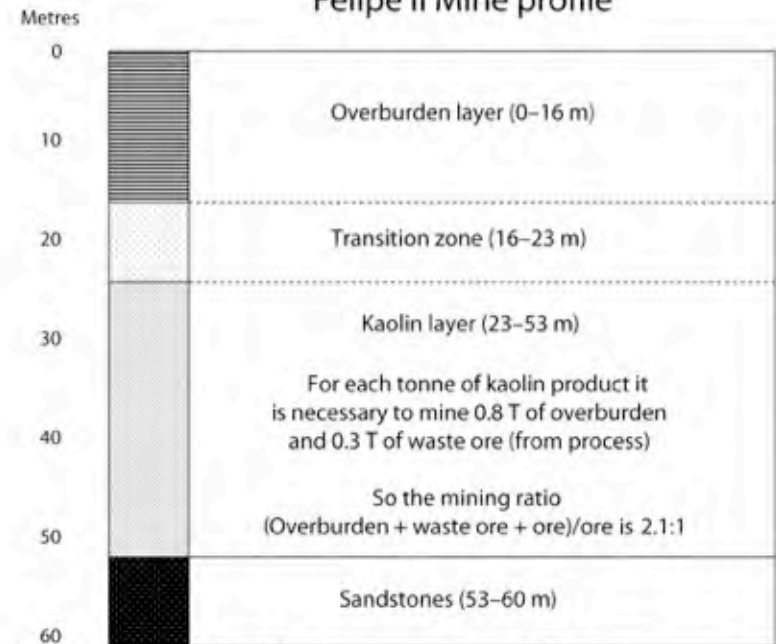 Felipe II Mine profile
Metres
0
Overburden layer (0–16 m)
10
20
Transition zone (16–23 m)
Kaolin layer (23–53 m)
30
For each tonne of kaolin product it
is necessary to mine 0.8 T of overburden
40
and 0.3 T of waste ore (from process)
So the mining ratio
(Overburden + waste ore + ore)/ore is 2.1:1
50
Sandstones (53–60 m)
60